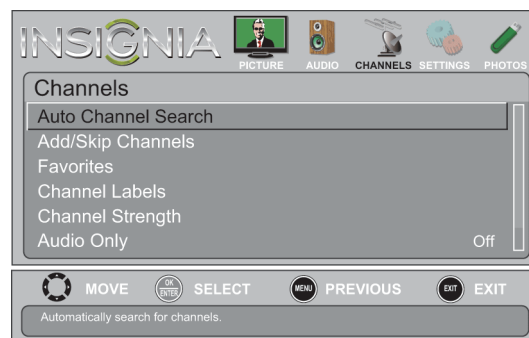 INSIGNIA
PICTURE AUDIO CHANNELS SETTINGS PHOTOS
Channels
Auto Channel Search
Add/Skip Channels
Favorites
Channel Labels
Channel Strength
Audio Only Off
MOVE OK ENTER SELECT MENU PREVIOUS EXIT EXIT
Automatically search for channels.